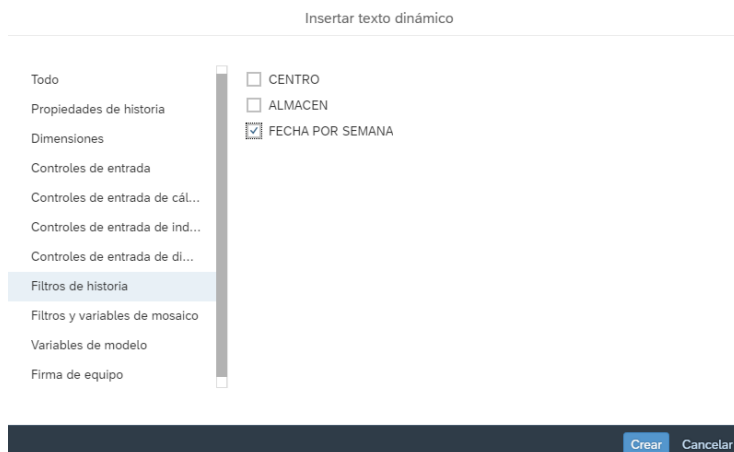 Insertar texto dinámico
Todo
Propiedades de historia
Dimensiones
Controles de entrada
Controles de entrada de cál...
Controles de entrada de ind...
Controles de entrada de di...
Filtros de historia
Filtros y variables de mosaico
Variables de modelo
Firma de equipo
CENTRO
ALMACEN
FECHA POR SEMANA
Crear
Cancelar